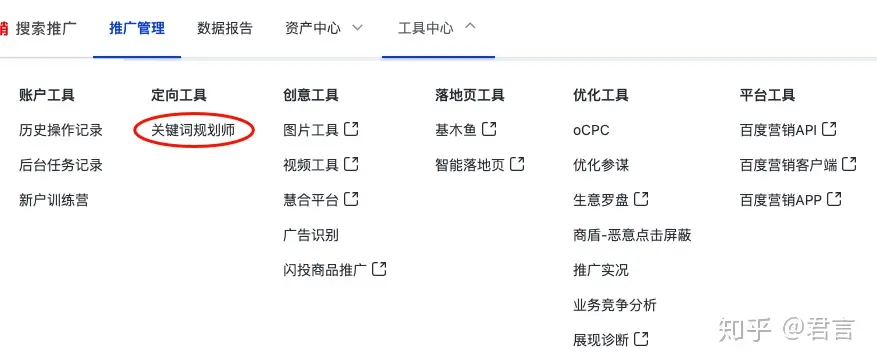 销 搜索推广 推广管理 数据报告 资产中心 工具中心
账户工具 定向工具 创意工具 落地页工具 优化工具 平台工具
历史操作记录 关键词规划师 图片工具 基木鱼 oCPC 百度营销API
后台任务记录 视频工具 智能落地页 优化参谋 百度营销客户端
新户训练营 慧合平台 生意罗盘 百度营销APP
广告识别 商盾-恶意点击屏蔽
闪投商品推广 推广实况
业务竞争分析
展现诊断
知乎 @君言